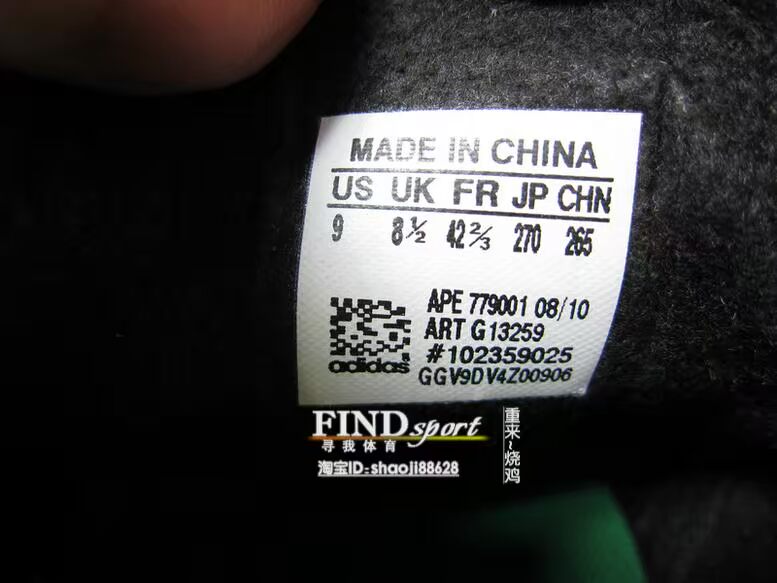 MADE IN CHINA
US UK FR JP CHN
9 8½ 42⅔ 270 265
APE 779001 08/10
ART G13259
#102359025
adidas GGV9DV4Z00906
FIND sport
寻我体育
淘宝ID:shaoji88628
重来~烧鸡